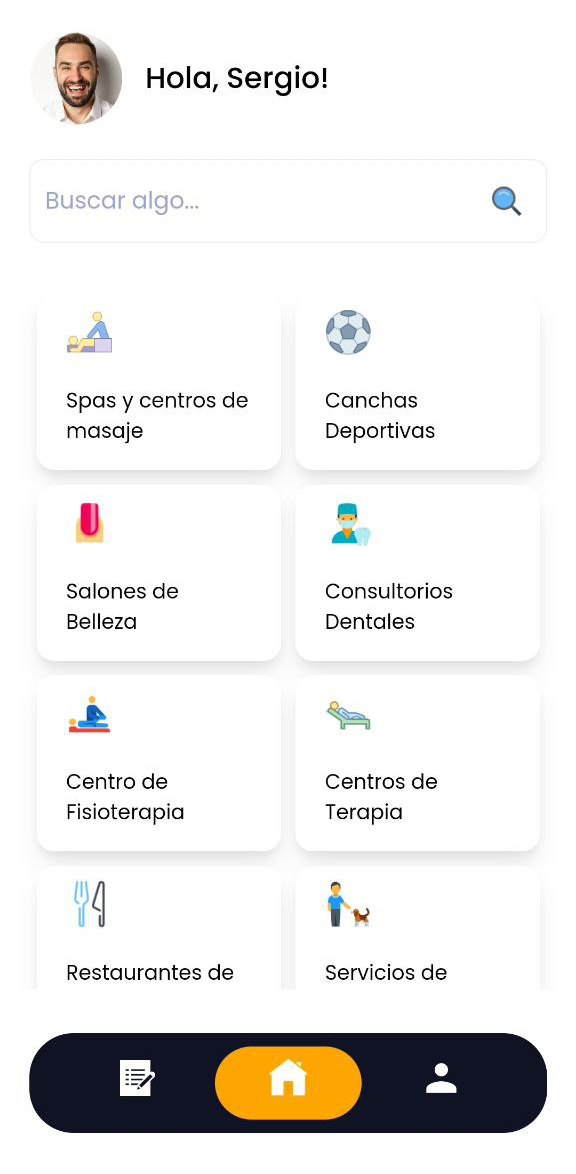 Hola, Sergio!
Buscar algo...
Spas y centros de
masaje
Canchas
Deportivas
Salones de
Belleza
Consultorios
Dentales
Centro de
Fisioterapia
Centros de
Terapia
Restaurantes de
Servicios de